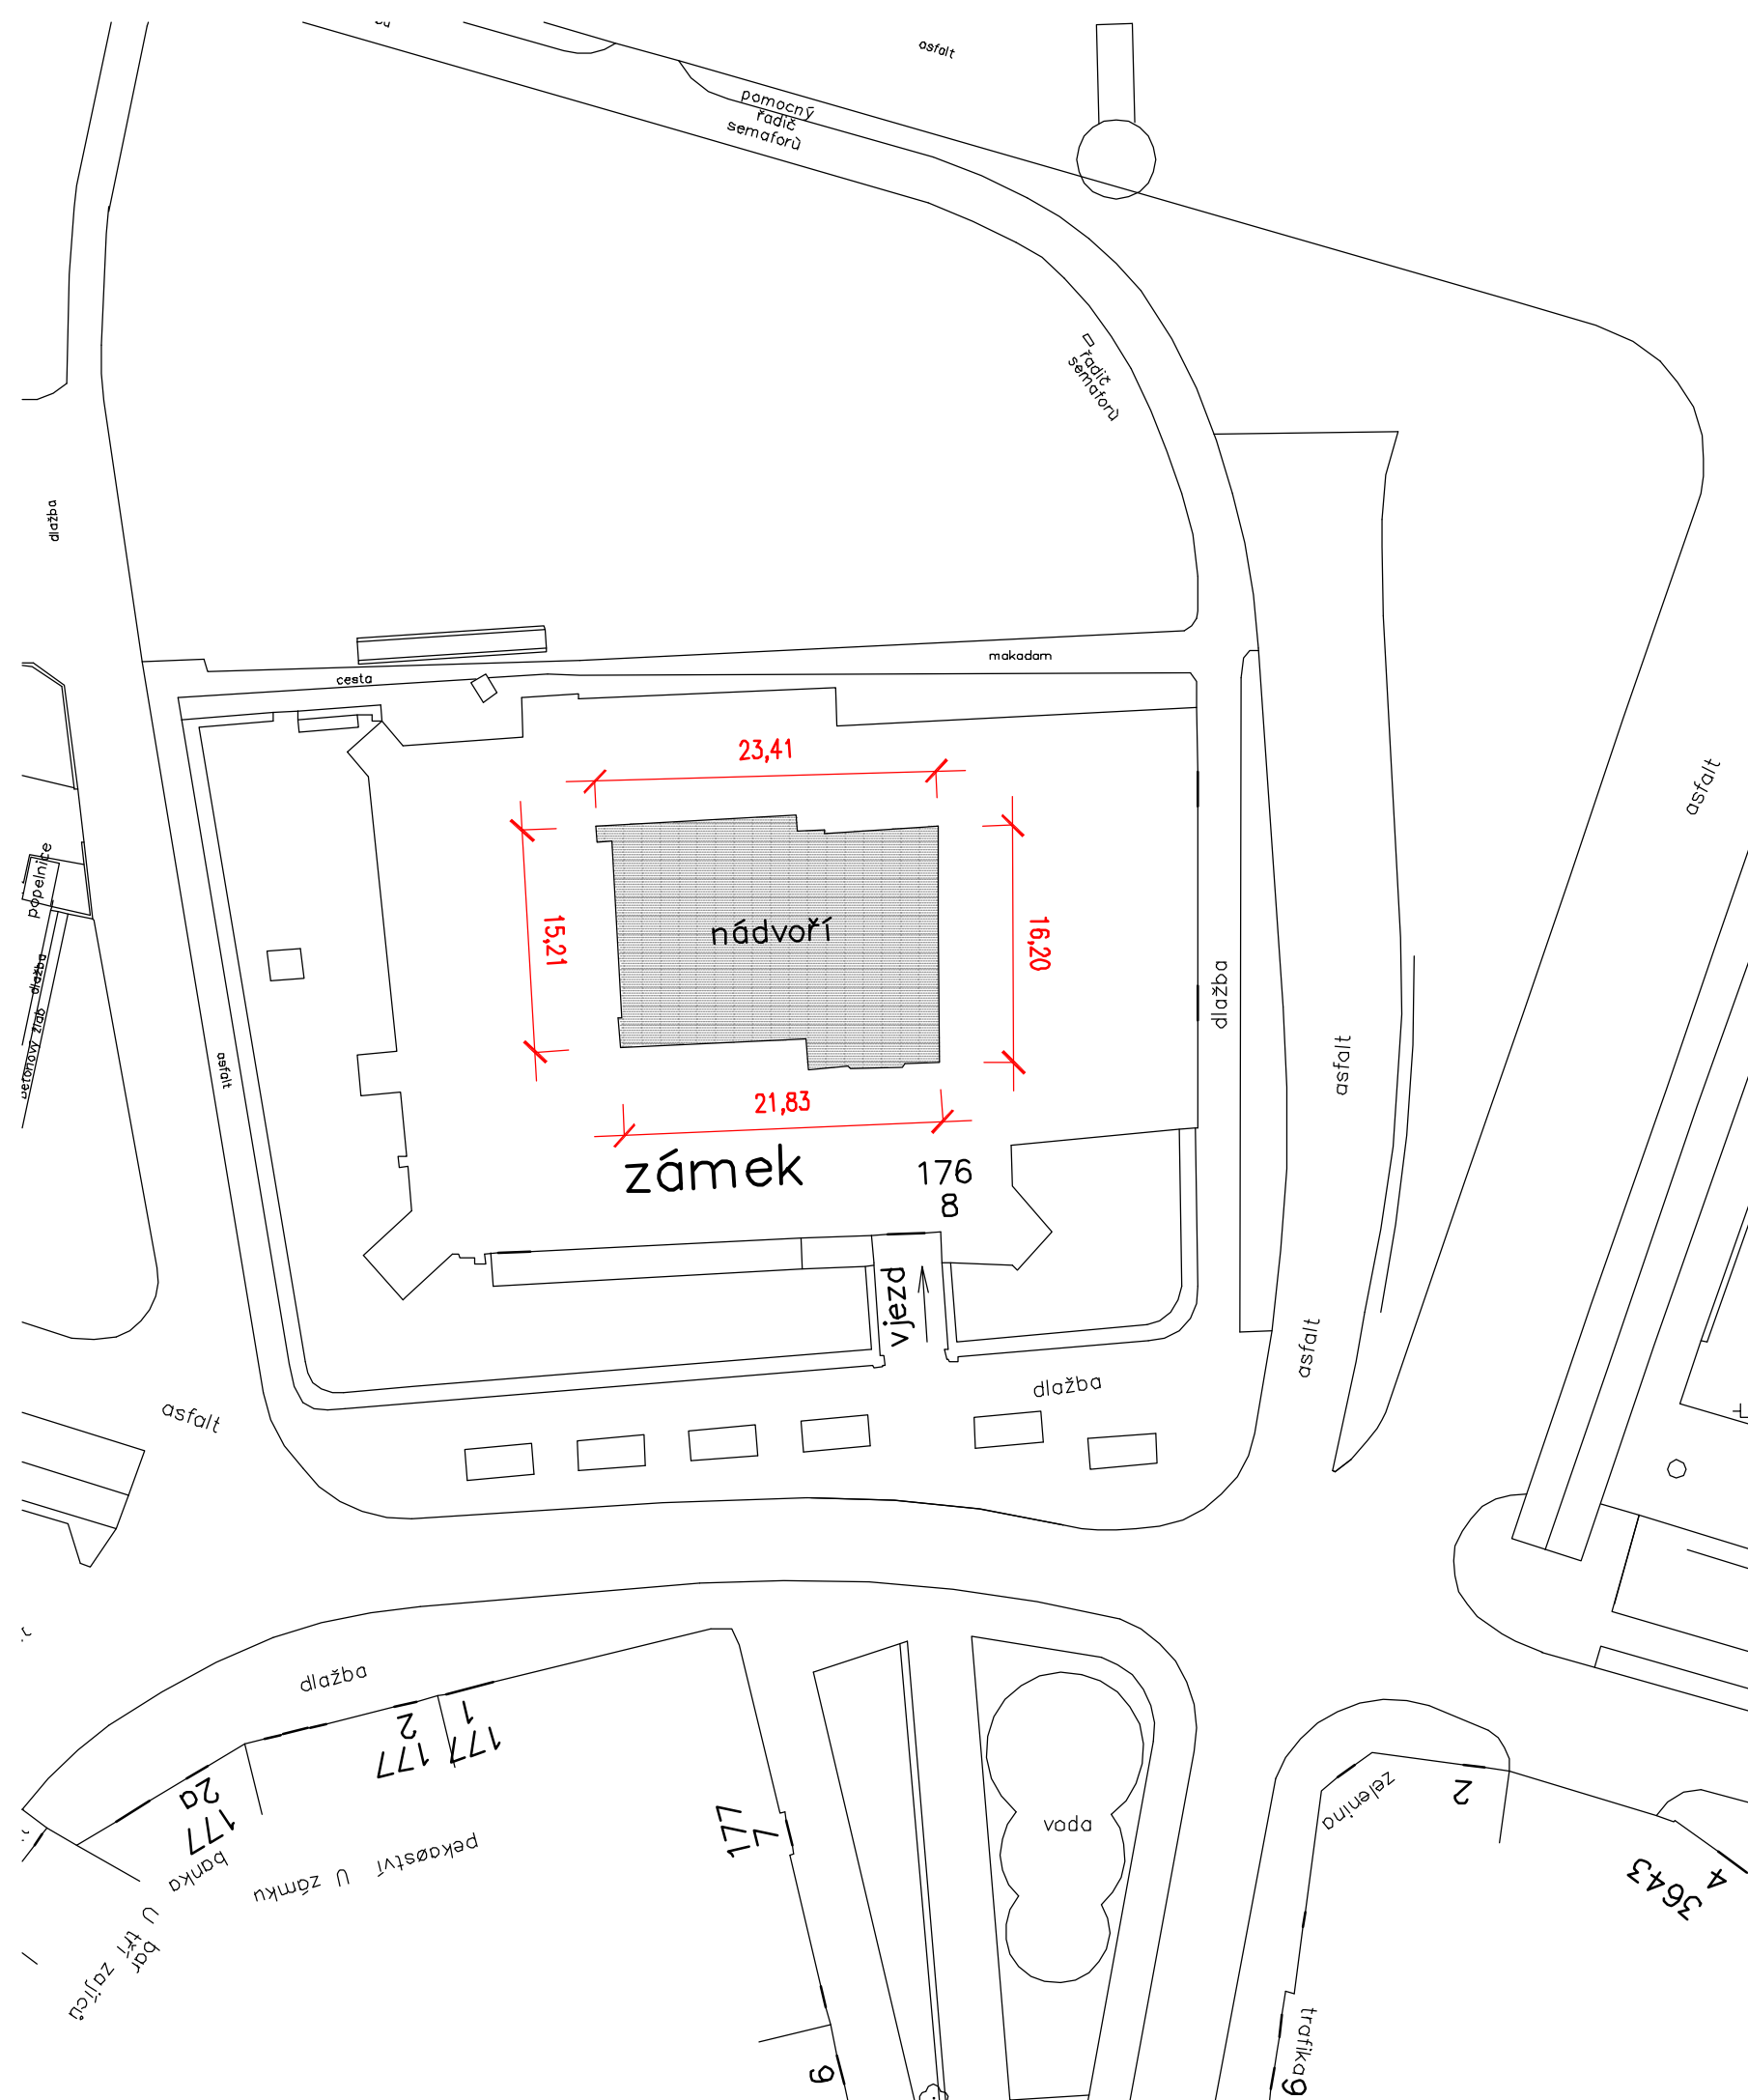 asfalt
pomocný
řadič
semaforů
řadič
semaforů
dlažba
makadam
cesta
23,41
asfalt
popelnice
15,21
nádvoří
16,20
dlažba
dlažba
betonový žlab
asfalt
asfalt
21,83
zámek
176
8
vjezd
asfalt
dlažba
asfalt
dlažba
1
177
2
177
2a
177
banka
pekaøství U zámku
bar
U tří zajíců
177
7
voda
zelenina
2
3643
4
trafika
9
9